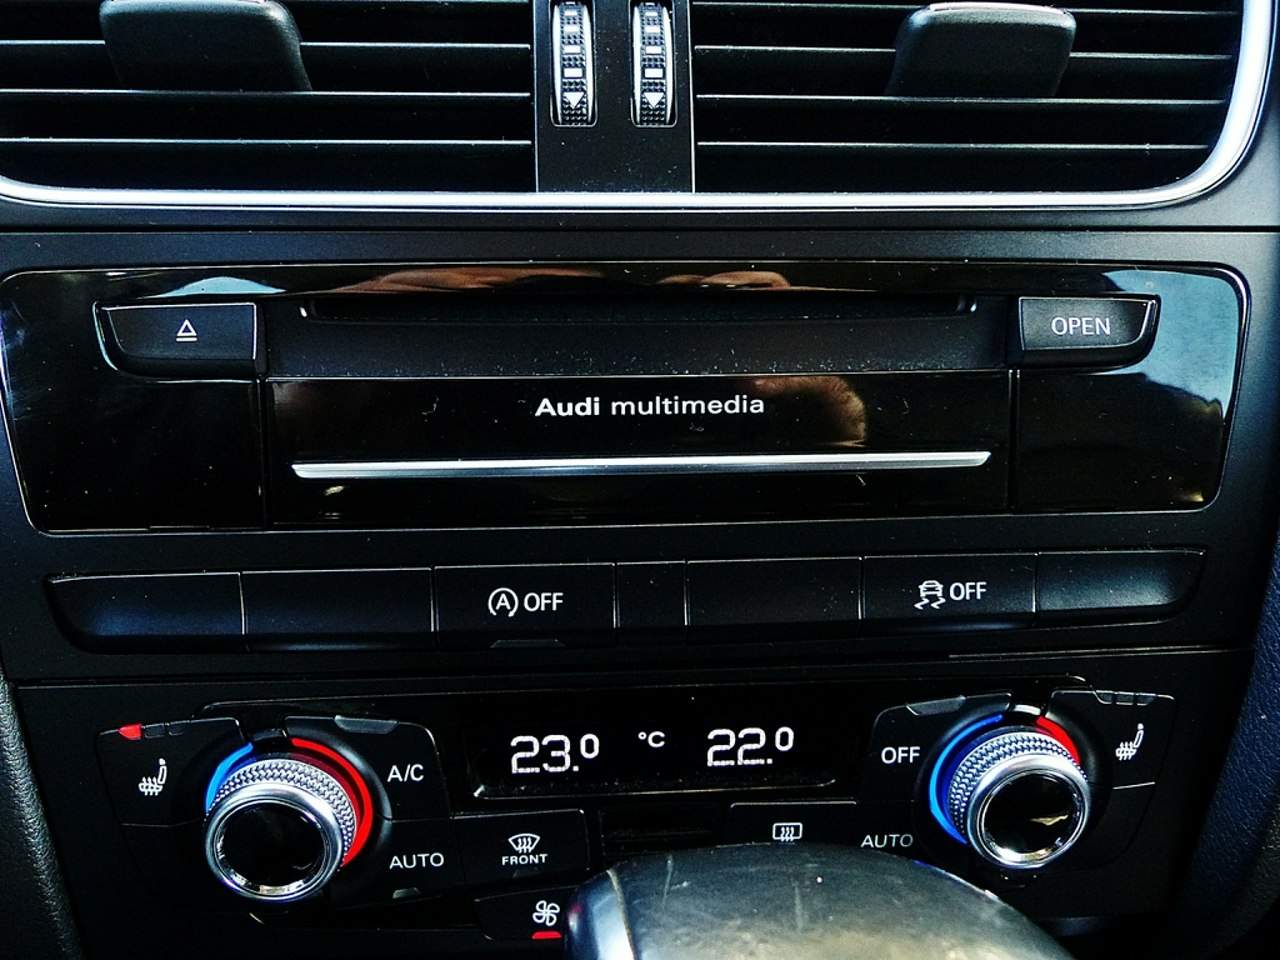 OPEN
Audi multimedia
A OFF
OFF
23.0 °C 22.0
A/C
OFF
AUTO
FRONT
AUTO